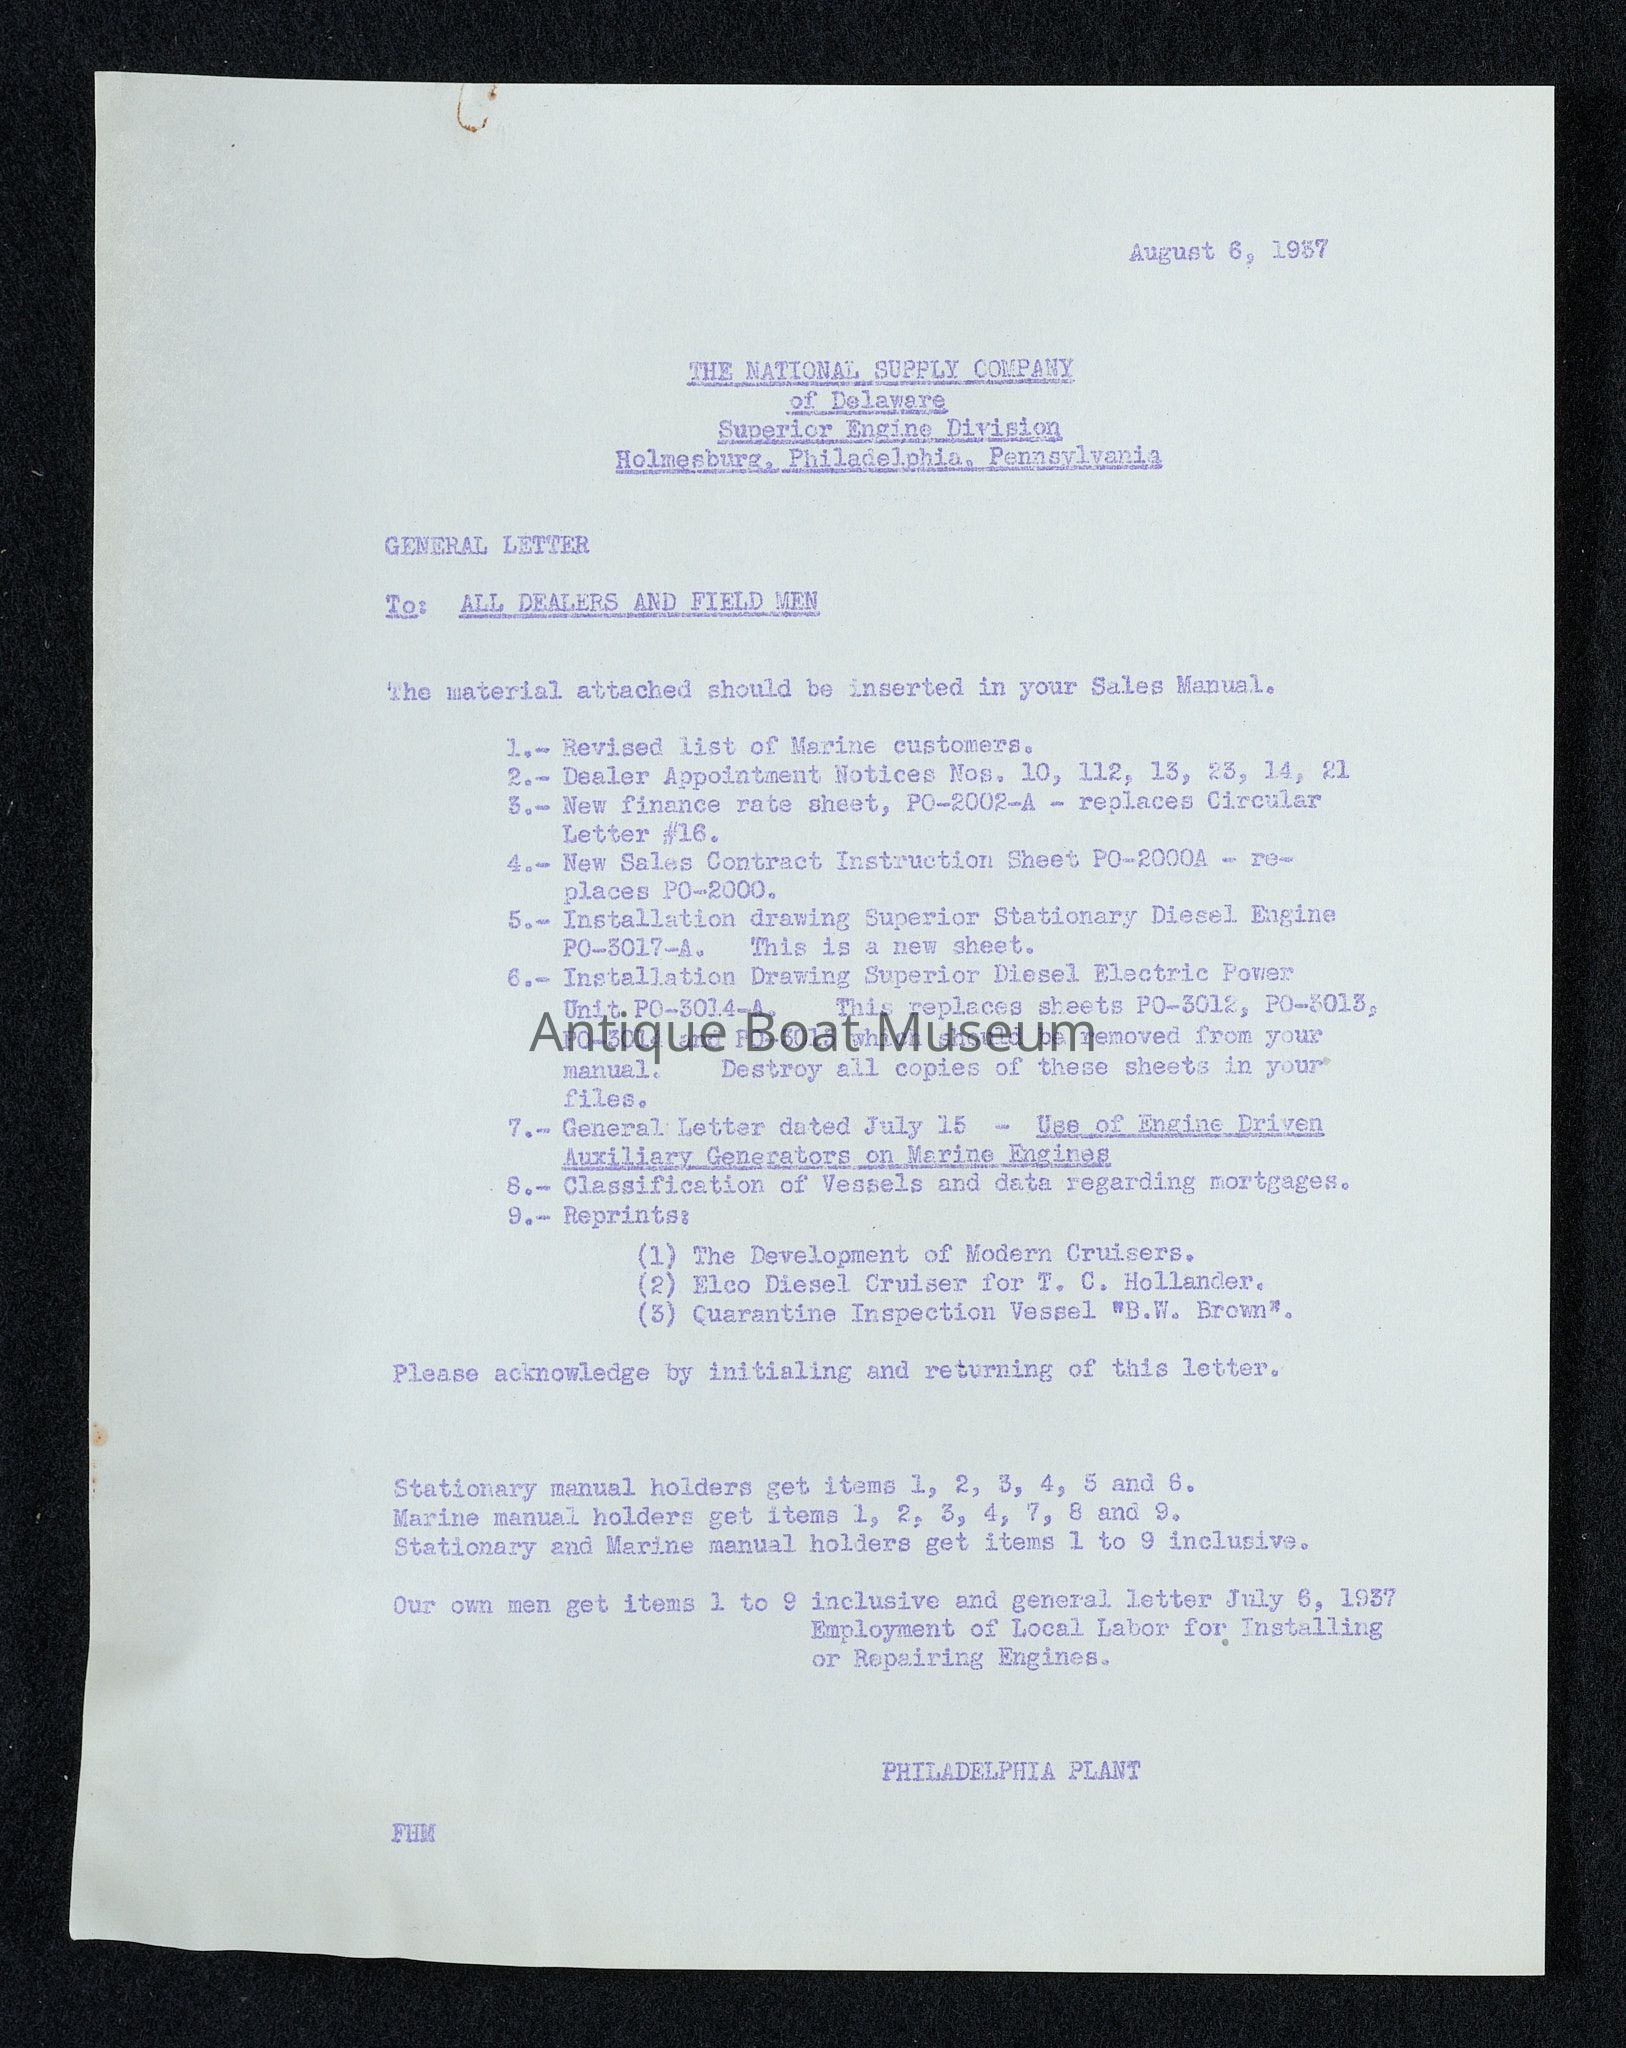 August 6, 1937
THE NATIONAL SUPPLY COMPANY
of Delaware
Superior Engine Division
Holmesburg, Philadelphia, Pennsylvania
GENERAL LETTER
To: ALL DEALERS AND FIELD MEN
The material attached should be inserted in your Sales Manual.
1.- Revised list of Marine customers.
2.- Dealer Appointment Notices Nos. 10, 112, 13, 23, 14, 21
3.- New finance rate sheet, PO-2002-A - replaces Circular
Letter #16.
4.- New Sales Contract Instruction Sheet PO-2000A - re-
places PO-2000.
5.- Installation drawing Superior Stationary Diesel Engine
PO-3017-A. This is a new sheet.
6.- Installation Drawing Superior Diesel Electric Power
Unit PO-3014-A. This replaces sheets PO-3012, PO-3013,
PO-3014 and which should be removed from your
Antique Boat Museum
manual. Destroy all copies of these sheets in your
files.
7.- General Letter dated July 15 - Use of Engine Driven
Auxiliary Generators on Marine Engines
8.- Classification of Vessels and data regarding mortgages.
9.- Reprints:
(1) The Development of Modern Cruisers.
(2) Elco Diesel Cruiser for T. C. Hollander.
(3) Quarantine Inspection Vessel "B.W. Brown".
Please acknowledge by initialing and returning of this letter.
Stationary manual holders get items 1, 2, 3, 4, 5 and 6.
Marine manual holders get items 1, 2, 3, 4, 7, 8 and 9.
Stationary and Marine manual holders get items 1 to 9 inclusive.
Our own men get items 1 to 9 inclusive and general letter July 6, 1937
Employment of Local Labor for Installing
or Repairing Engines.
PHILADELPHIA PLANT
FHM